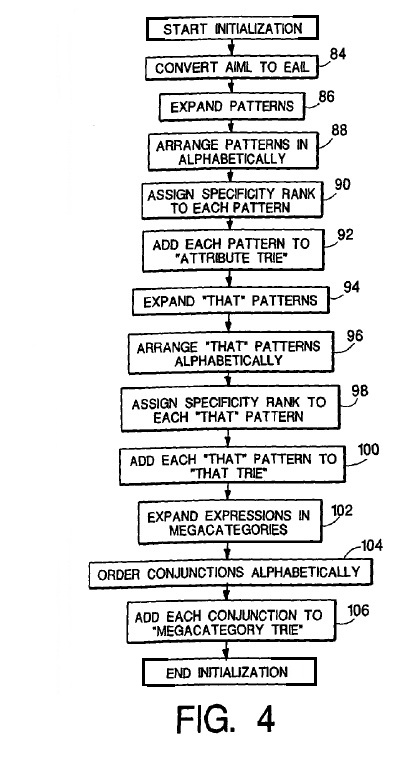 START INITIALIZATION
84
CONVERT AIML TO EAIL
86
EXPAND PATTERNS
88
ARRANGE PATTERNS IN
ALPHABETICALLY
90
ASSIGN SPECIFICITY RANK
TO EACH PATTERN
92
ADD EACH PATTERN TO
"ATTRIBUTE TRIE"
94
EXPAND "THAT" PATTERNS
96
ARRANGE "THAT" PATTERNS
ALPHABETICALLY
98
ASSIGN SPECIFICITY RANK TO
EACH "THAT" PATTERN
100
ADD EACH "THAT" PATTERN TO
"THAT TRIE"
102
EXPAND EXPRESSIONS IN
MEGACATEGORIES
104
ORDER CONJUNCTIONS ALPHABETICALLY
106
ADD EACH CONJUNCTION TO
"MEGACATEGORY TRIE"
END INITIALIZATION
FIG. 4